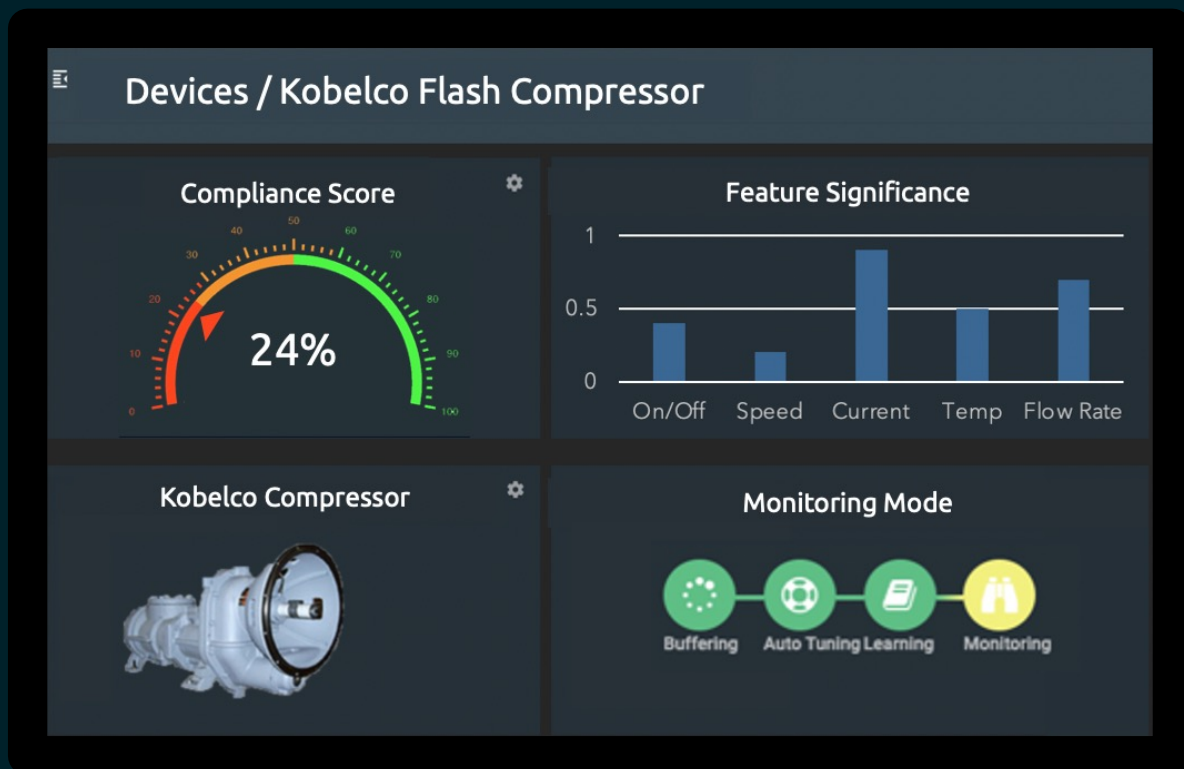 Devices / Kobelco Flash Compressor
Compliance Score
0
10
20
30
40
50
60
70
80
90
100
24%
Feature Significance
1
0.5
0
On/Off Speed Current Temp Flow Rate
Kobelco Compressor
Monitoring Mode
Buffering Auto Tuning Learning Monitoring